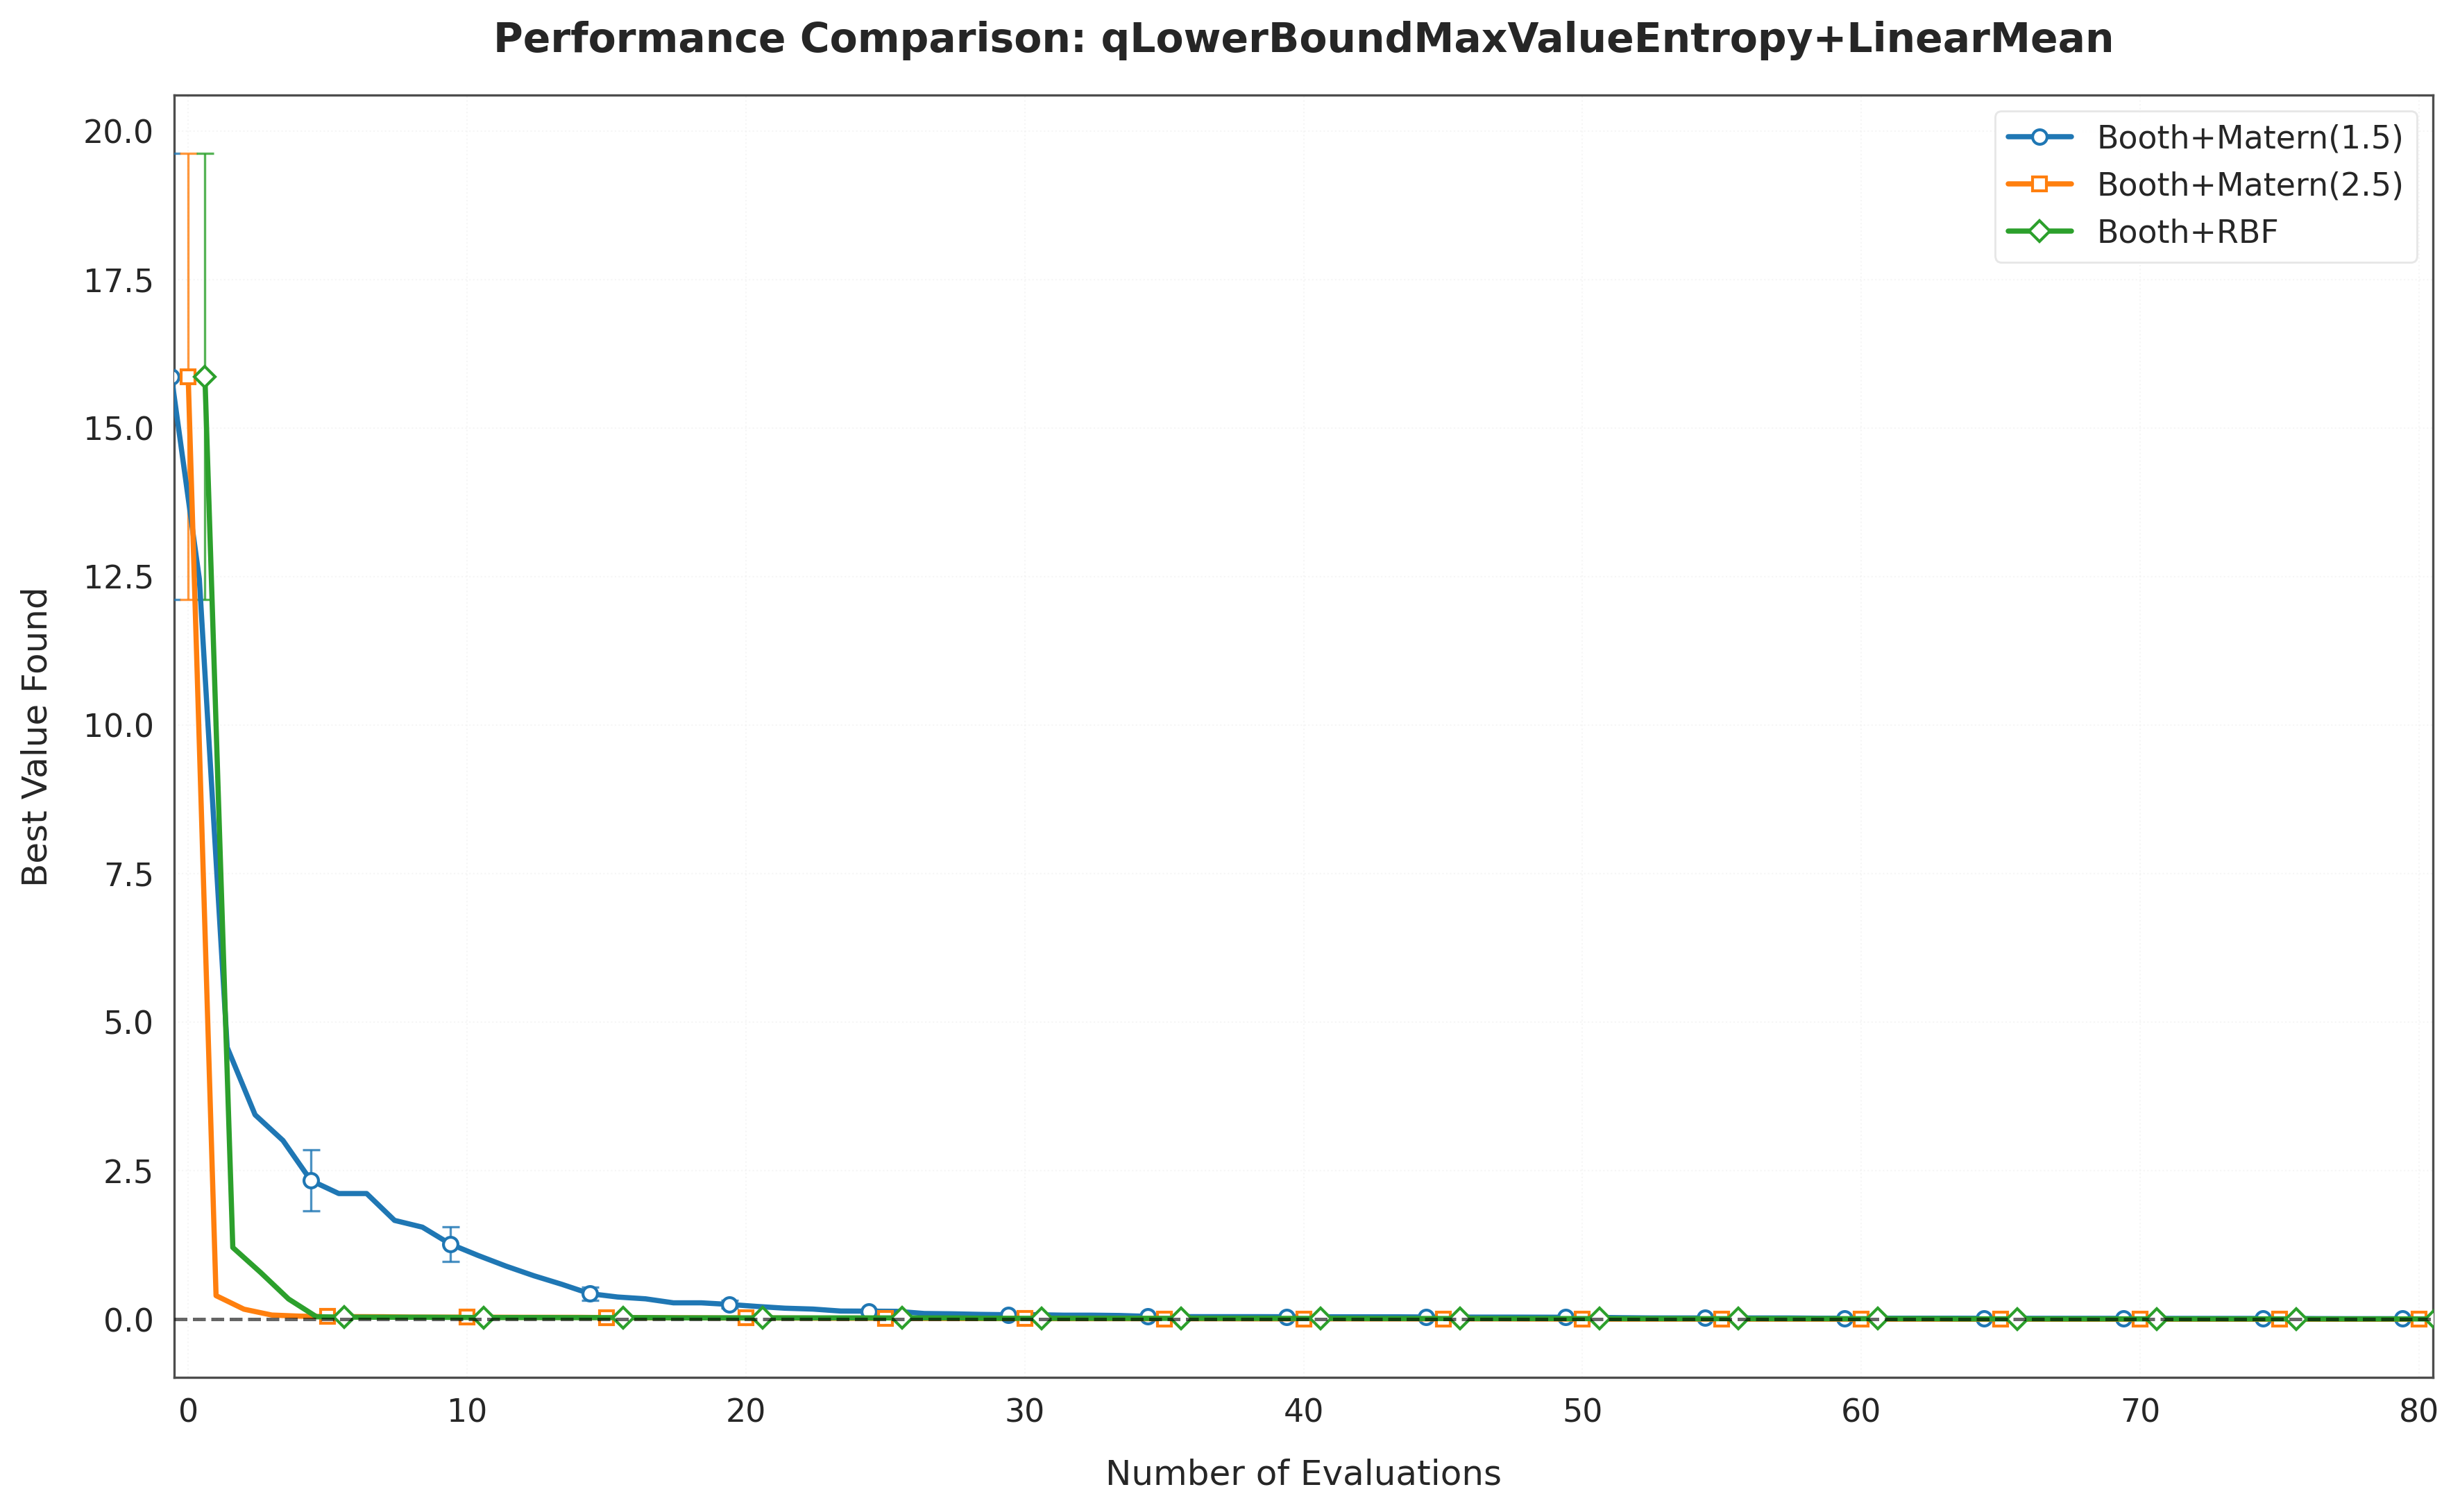 Performance Comparison: qLowerBoundMaxValueEntropy+LinearMean
Booth+Matern(1.5)
Booth+Matern(2.5)
Booth+RBF
Best Value Found
20.0
17.5
15.0
12.5
10.0
7.5
5.0
2.5
0.0
0 10 20 30 40 50 60 70 80
Number of Evaluations